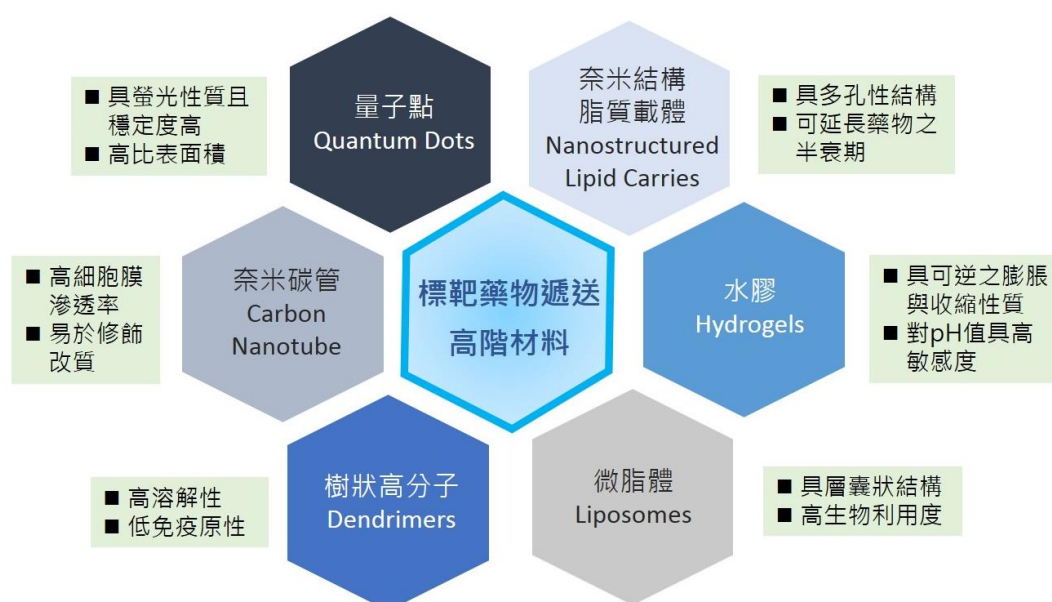 ■ 具螢光性質且
穩定度高
■ 高比表面積
量子點
Quantum Dots
奈米結構
脂質載體
Nanostructured
Lipid Carries
■ 具多孔性結構
■ 可延長藥物之
半衰期
■ 高細胞膜
滲透率
■ 易於修飾
改質
奈米碳管
Carbon
Nanotube
標靶藥物遞送
高階材料
水膠
Hydrogels
■ 具可逆之膨脹
與收縮性質
■ 對pH值具高
敏感度
■ 高溶解性
■ 低免疫原性
樹狀高分子
Dendrimers
微脂體
Liposomes
■ 具層囊狀結構
■ 高生物利用度